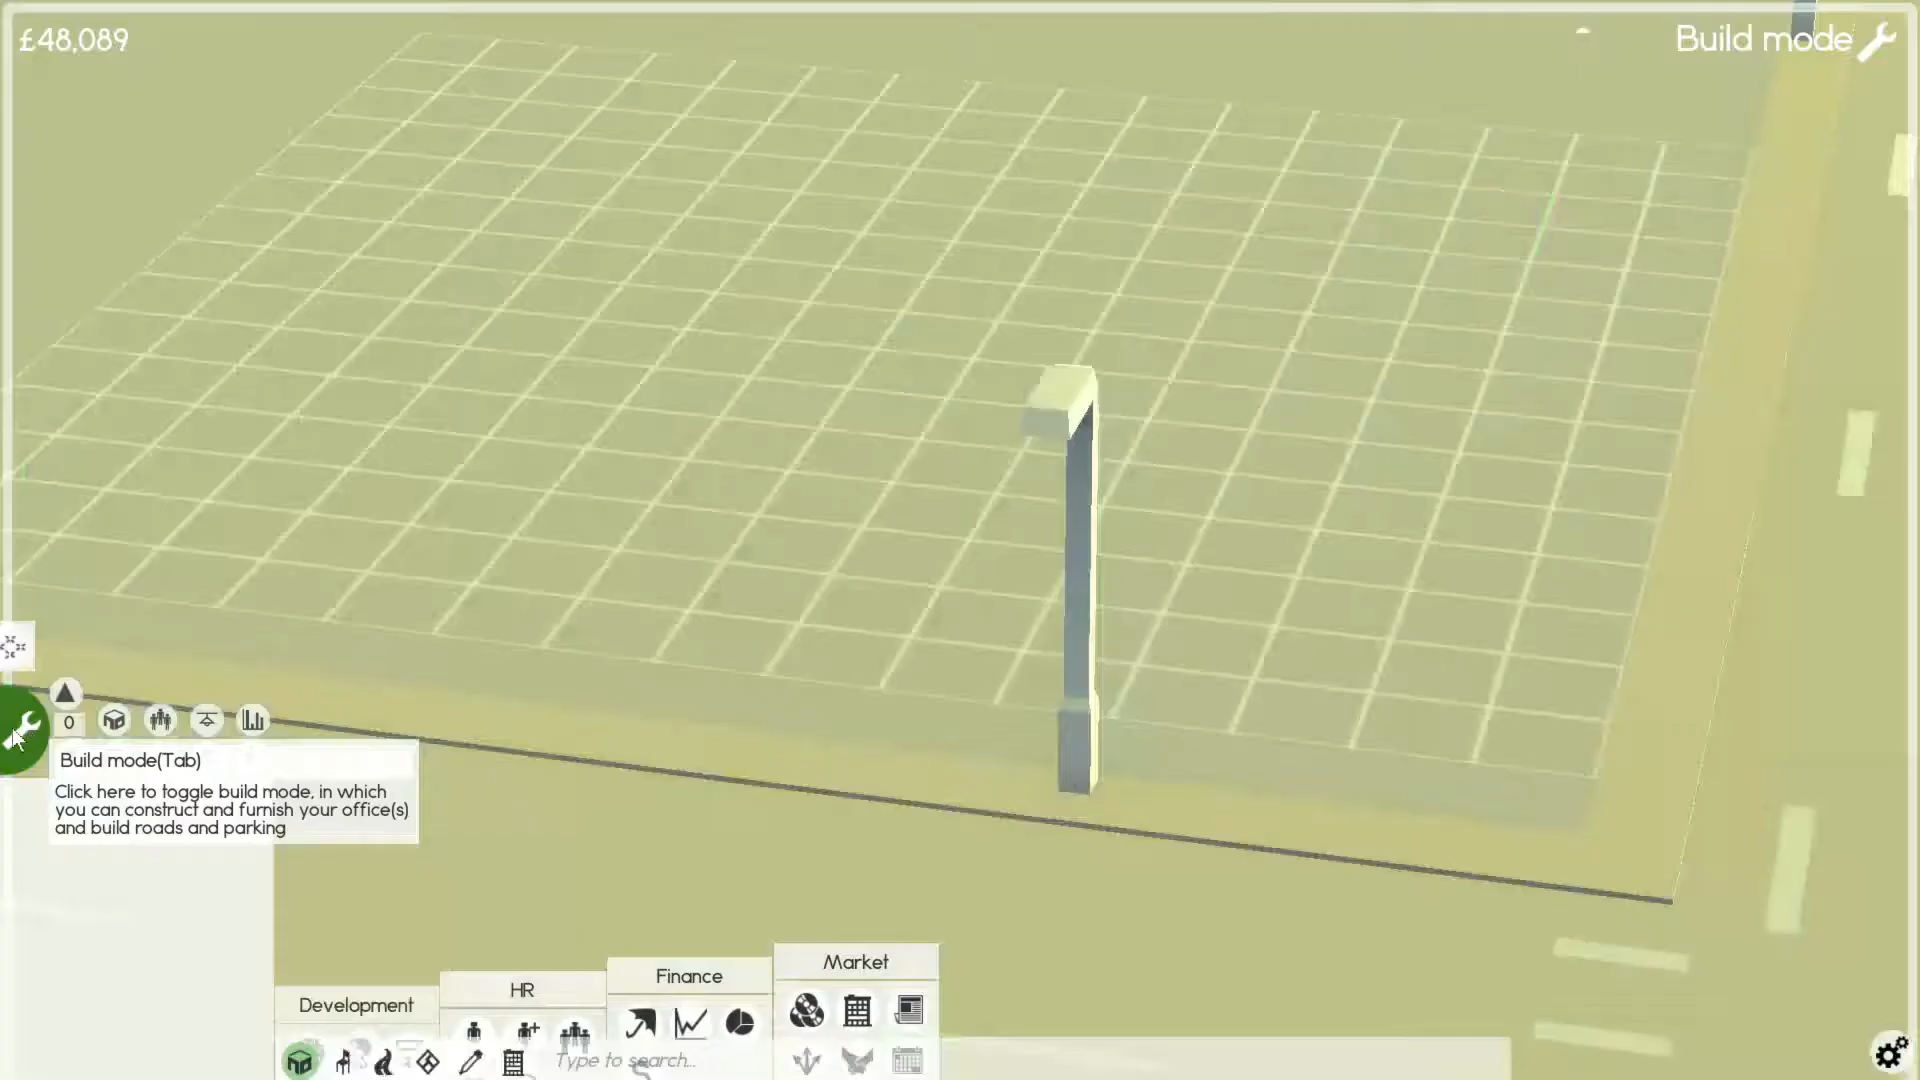 £48,089
Build mode
0
Build mode(Tab)
Click here to toggle build mode, in which
you can construct and furnish your office(s)
and build roads and parking
Development
HR
Finance
Market
Type to search...